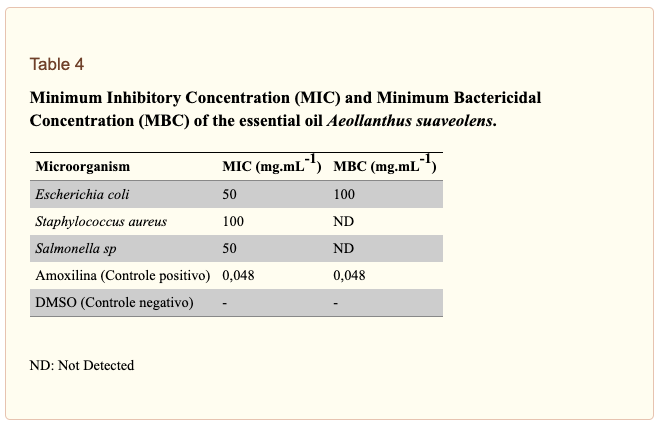 Table 4
Minimum Inhibitory Concentration (MIC) and Minimum Bactericidal
Concentration (MBC) of the essential oil Aeollanthus suaveolens.
Microorganism MIC (mg.mL-1) MBC (mg.mL-1)
Escherichia coli 50 100
Staphylococcus aureus 100 ND
Salmonella sp 50 ND
Amoxilina (Controle positivo) 0,048 0,048
DMSO (Controle negativo) - -
ND: Not Detected